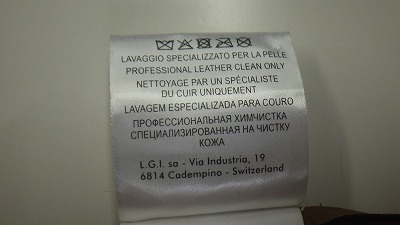 LAVAGGIO SPECIALIZZATO PER LA PELLE
PROFESSIONAL LEATHER CLEAN ONLY
NETTOYAGE PAR UN SPÉCIALISTE
DU CUIR UNIQUEMENT
LAVAGEM ESPECIALIZADA PARA COURO
ПРОФЕССИОНАЛЬНАЯ ХИМЧИСТКА
СПЕЦИАЛИЗИРОВАННАЯ НА ЧИСТКУ
КОЖА
L.G.I. sa - Via Industria, 19
6814 Cadempino - Switzerland